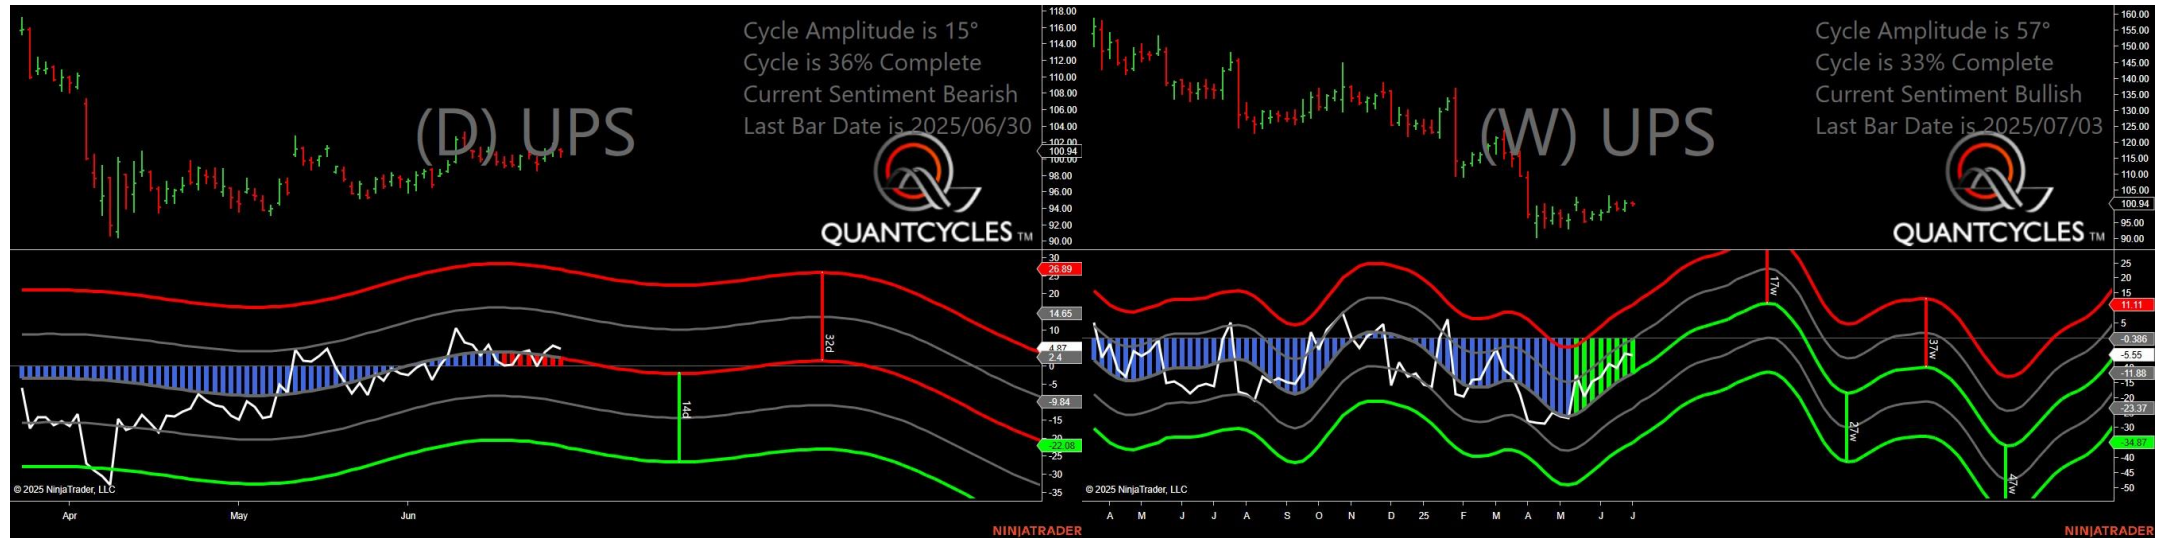 (D) UPS
Cycle Amplitude is 15°
Cycle is 36% Complete
Current Sentiment Bearish
Last Bar Date is 2025/06/30
QUANTCYCLES TM
118.00
116.00
114.00
112.00
110.00
108.00
106.00
104.00
102.00
100.94
100.00
98.00
96.00
94.00
92.00
90.00
30
26.89
25
20
14.65
10
4.87
2.4
0
-5
-9.84
-15
-20
-22.08
-25
-30
-35
32d
14d
© 2025 NinjaTrader, LLC
Apr
May
Jun
NINJATRADER
(W) UPS
Cycle Amplitude is 57°
Cycle is 33% Complete
Current Sentiment Bullish
Last Bar Date is 2025/07/03
QUANTCYCLES TM
160.00
155.00
150.00
145.00
140.00
135.00
130.00
125.00
120.00
115.00
110.00
105.00
100.94
95.00
90.00
25
20
15
11.11
5
-0.386
-5.55
-11.88
-15
-20
-23.37
-30
-34.87
-40
-45
-50
17w
37w
27w
47w
© 2025 NinjaTrader, LLC
A
M
J
J
A
S
O
N
D
25
F
M
A
M
J
J
NINJATRADER